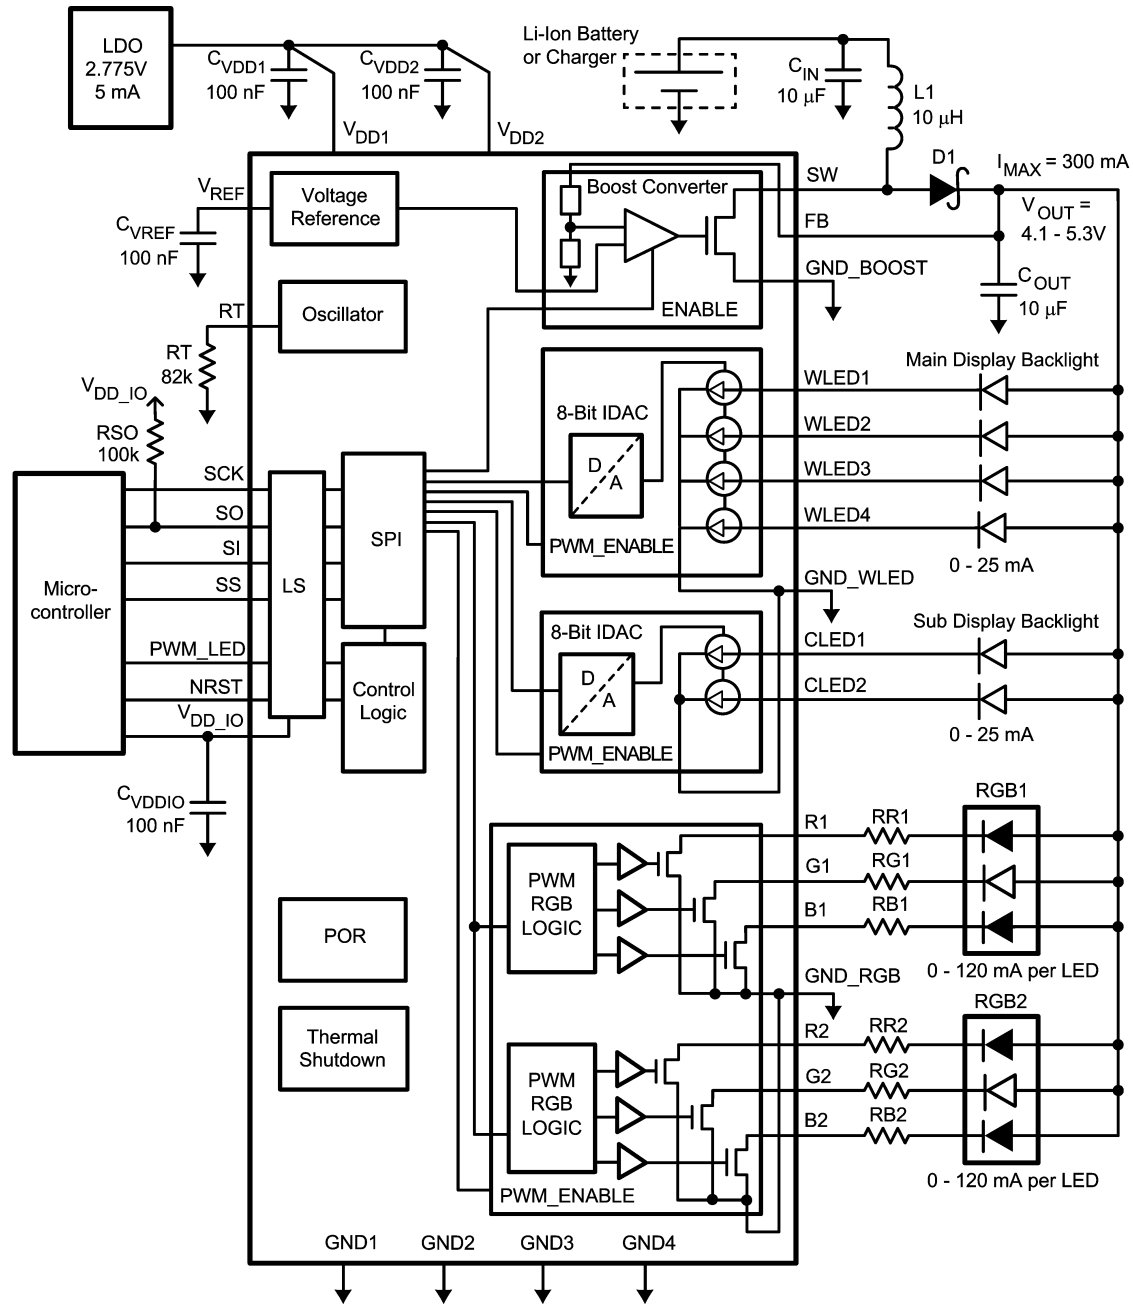 LDO
2.775V
5 mA
CVDD1
100 nF
CVDD2
100 nF
Li-Ion Battery
or Charger
CIN
10 µF
L1
10 µH
VDD1
VDD2
D1
IMAX = 300 mA
VOUT =
4.1 - 5.3V
SW
FB
GND_BOOST
COUT
10 µF
VREF
CVREF
100 nF
Voltage
Reference
Boost Converter
ENABLE
RT
Oscillator
RT
82k
VDD_IO
RSO
100k
SCK
SO
SI
SS
PWM_LED
NRST
VDD_IO
Micro-
controller
LS
SPI
Control
Logic
CVDDIO
100 nF
8-Bit IDAC
D
A
PWM_ENABLE
Main Display Backlight
WLED1
WLED2
WLED3
WLED4
0 - 25 mA
GND_WLED
8-Bit IDAC
D
A
PWM_ENABLE
Sub Display Backlight
CLED1
CLED2
0 - 25 mA
RGB1
R1
RR1
G1
RG1
B1
RB1
PWM
RGB
LOGIC
0 - 120 mA per LED
GND_RGB
POR
Thermal
Shutdown
RGB2
R2
RR2
G2
RG2
B2
RB2
PWM
RGB
LOGIC
0 - 120 mA per LED
PWM_ENABLE
GND1
GND2
GND3
GND4